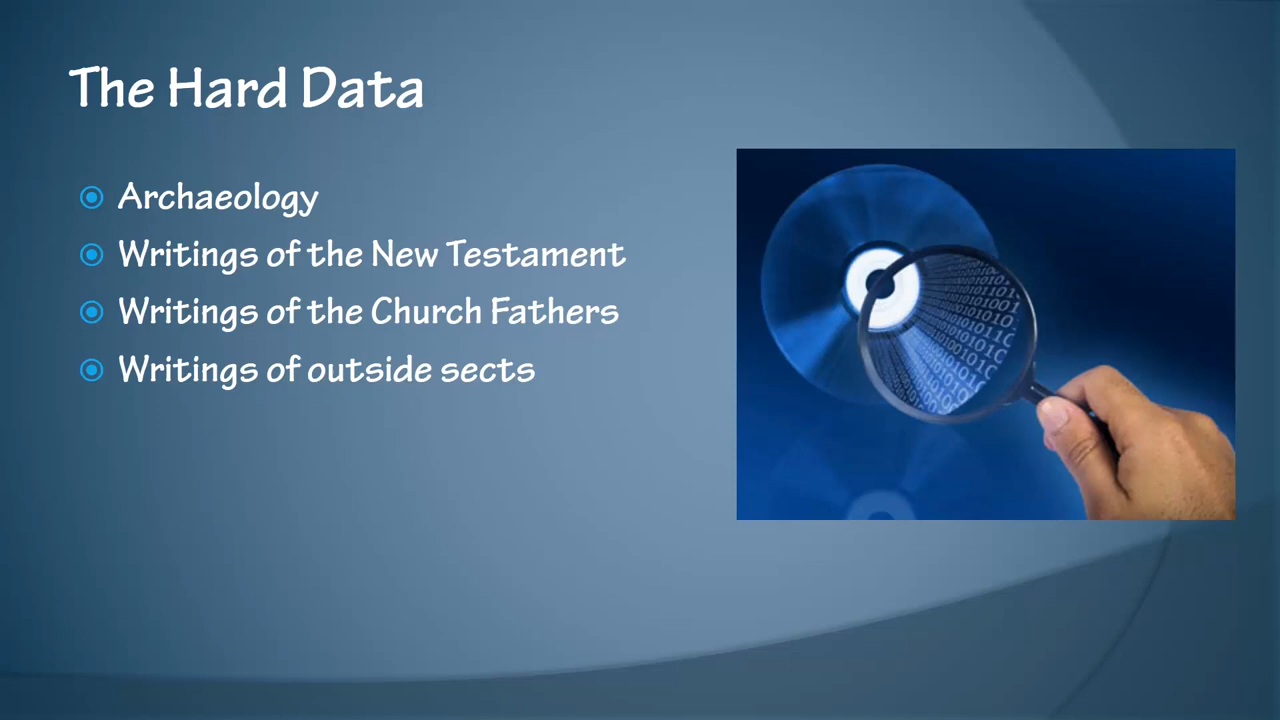 The Hard Data
Archaeology
Writings of the New Testament
Writings of the Church Fathers
Writings of outside sects